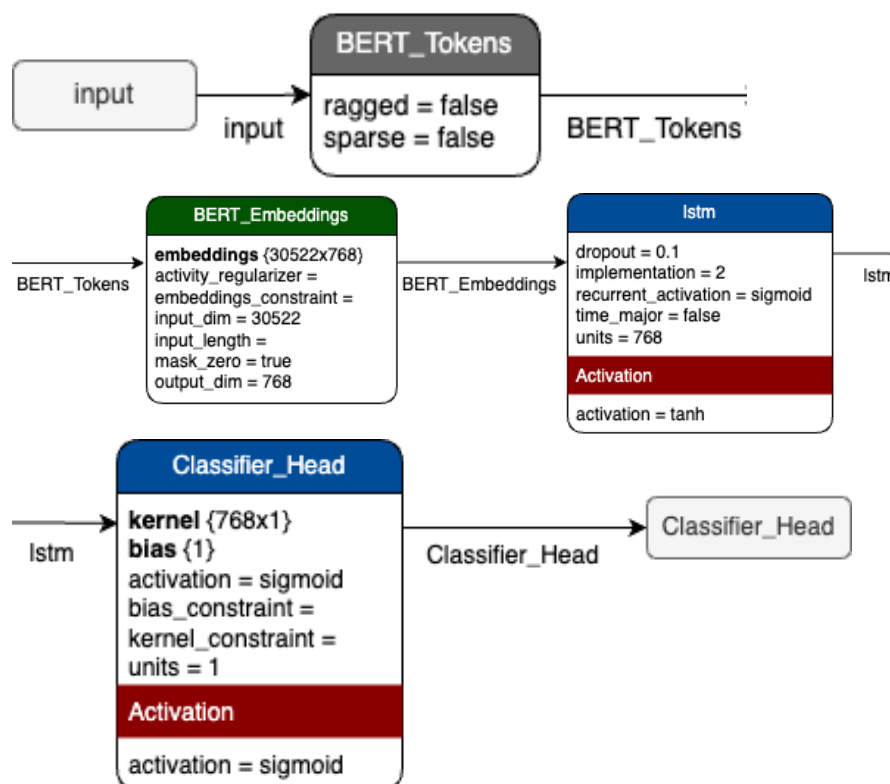 input
input
BERT_Tokens
ragged = false
sparse = false
BERT_Tokens
BERT_Tokens
BERT_Embeddings
embeddings {30522x768}
activity_regularizer =
embeddings_constraint =
input_dim = 30522
input_length =
mask_zero = true
output_dim = 768
BERT_Embeddings
lstm
dropout = 0.1
implementation = 2
recurrent_activation = sigmoid
time_major = false
units = 768
Activation
activation = tanh
lstm
lstm
Classifier_Head
kernel {768x1}
bias {1}
activation = sigmoid
bias_constraint =
kernel_constraint =
units = 1
Activation
activation = sigmoid
Classifier_Head
Classifier_Head